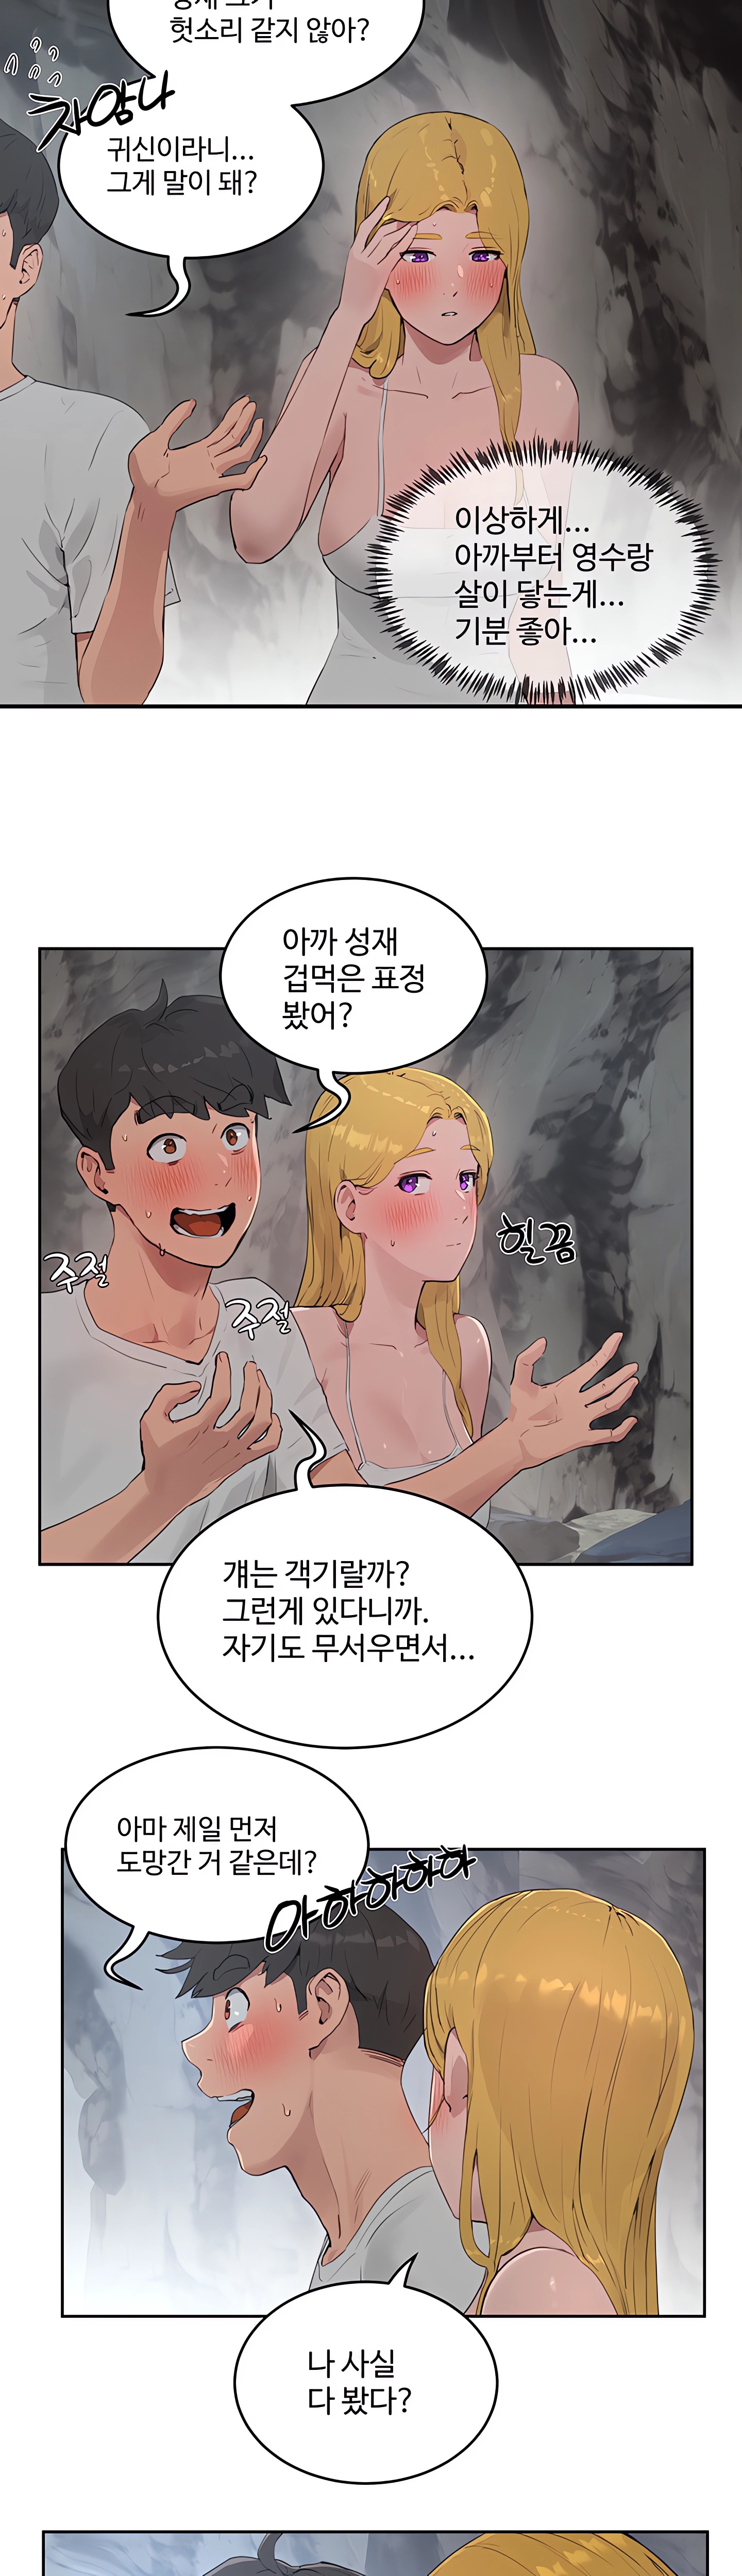 헛소리 같지 않아?
차암나
귀신이라니...
그게 말이 돼?
이상하게...
아까부터 영수랑
살이 닿는게...
기분 좋아...
아까 성재
겁먹은 표정
봤어?
힐끔
주절
주절
걔는 객기랄까?
그런게 있다니까.
자기도 무서우면서...
아마 제일 먼저
도망간 거 같은데?
아하하하하
나 사실
다 봤다?